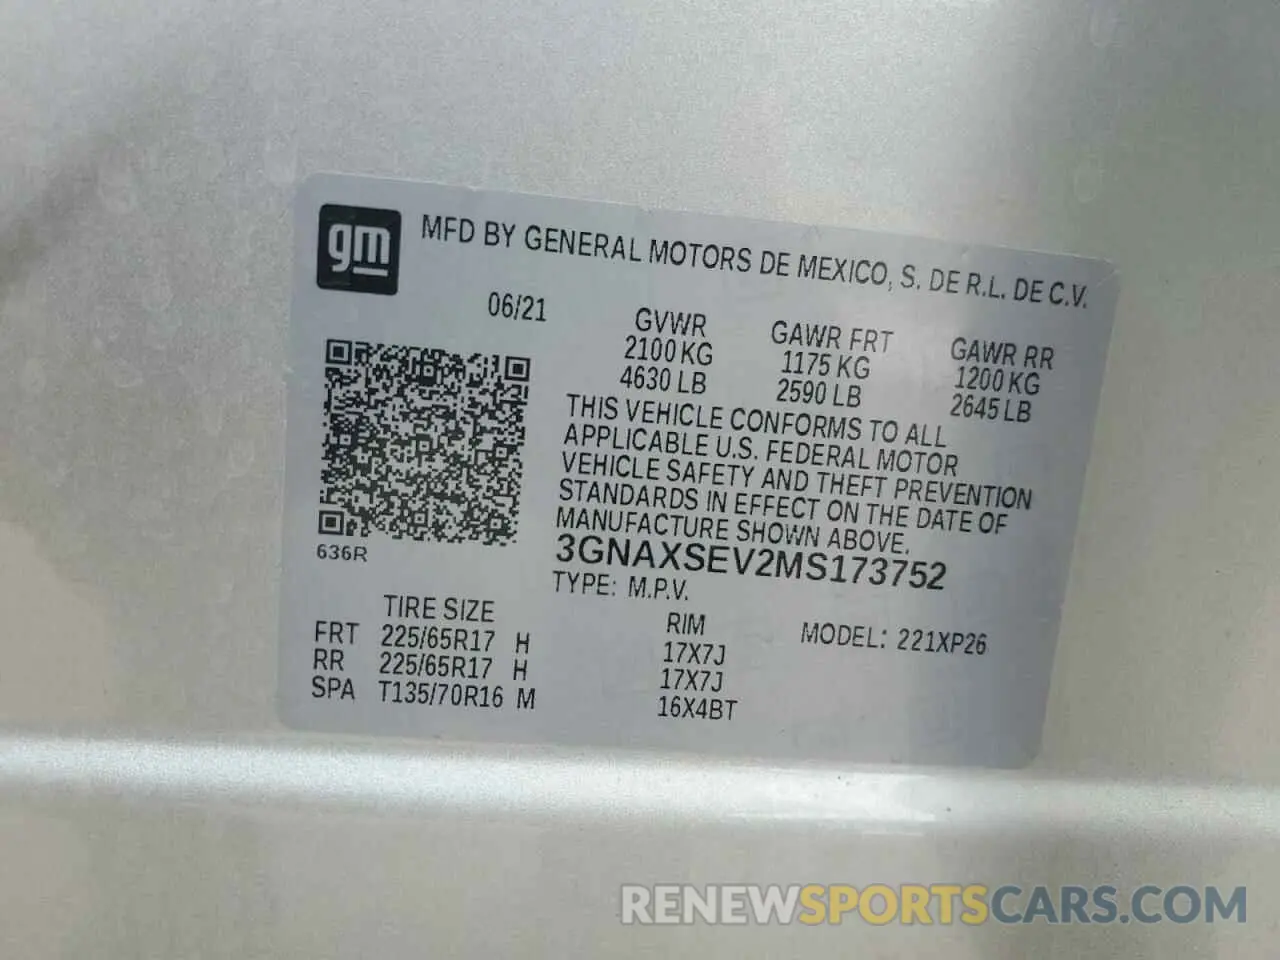 gm MFD BY GENERAL MOTORS DE MEXICO, S. DE R.L. DE C.V.
06/21
GVWR GAWR FRT GAWR RR
2100 KG 1175 KG 1200 KG
4630 LB 2590 LB 2645 LB
THIS VEHICLE CONFORMS TO ALL
APPLICABLE U.S. FEDERAL MOTOR
VEHICLE SAFETY AND THEFT PREVENTION
STANDARDS IN EFFECT ON THE DATE OF
MANUFACTURE SHOWN ABOVE.
636R
3GNAXSEV2MS173752
TYPE: M.P.V.
MODEL: 221XP26
TIRE SIZE RIM
FRT 225/65R17 H 17X7J
RR 225/65R17 H 17X7J
SPA T135/70R16 M 16X4BT
RENEWSPORTSCARS.COM